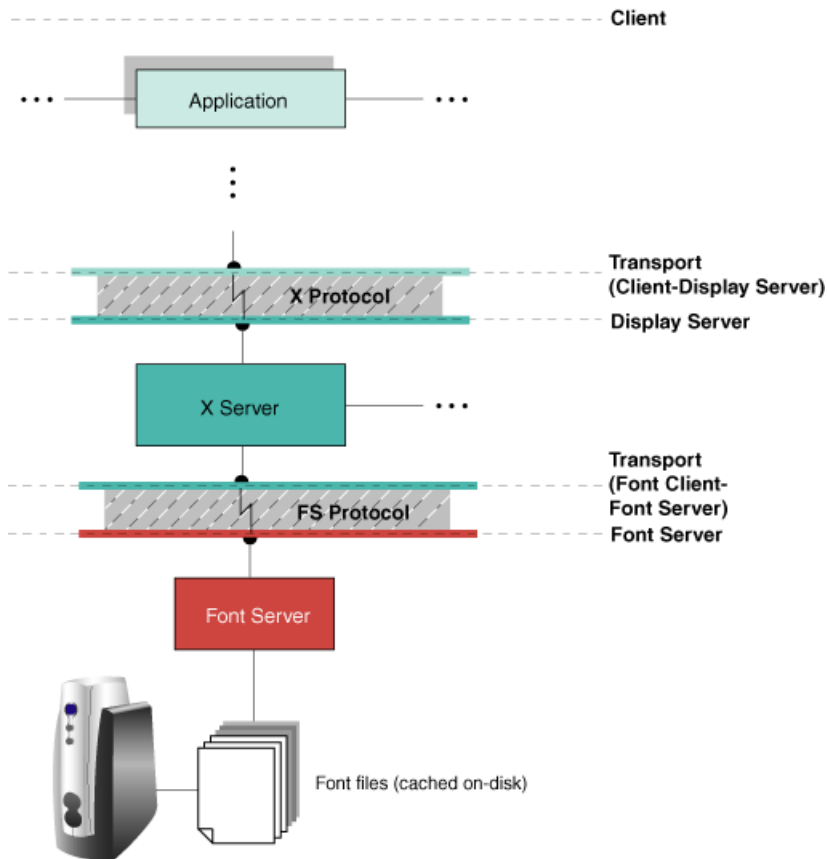 Client
Application
Transport
(Client-Display Server)
X Protocol
Display Server
X Server
Transport
(Font Client-
Font Server)
FS Protocol
Font Server
Font Server
Font files (cached on-disk)